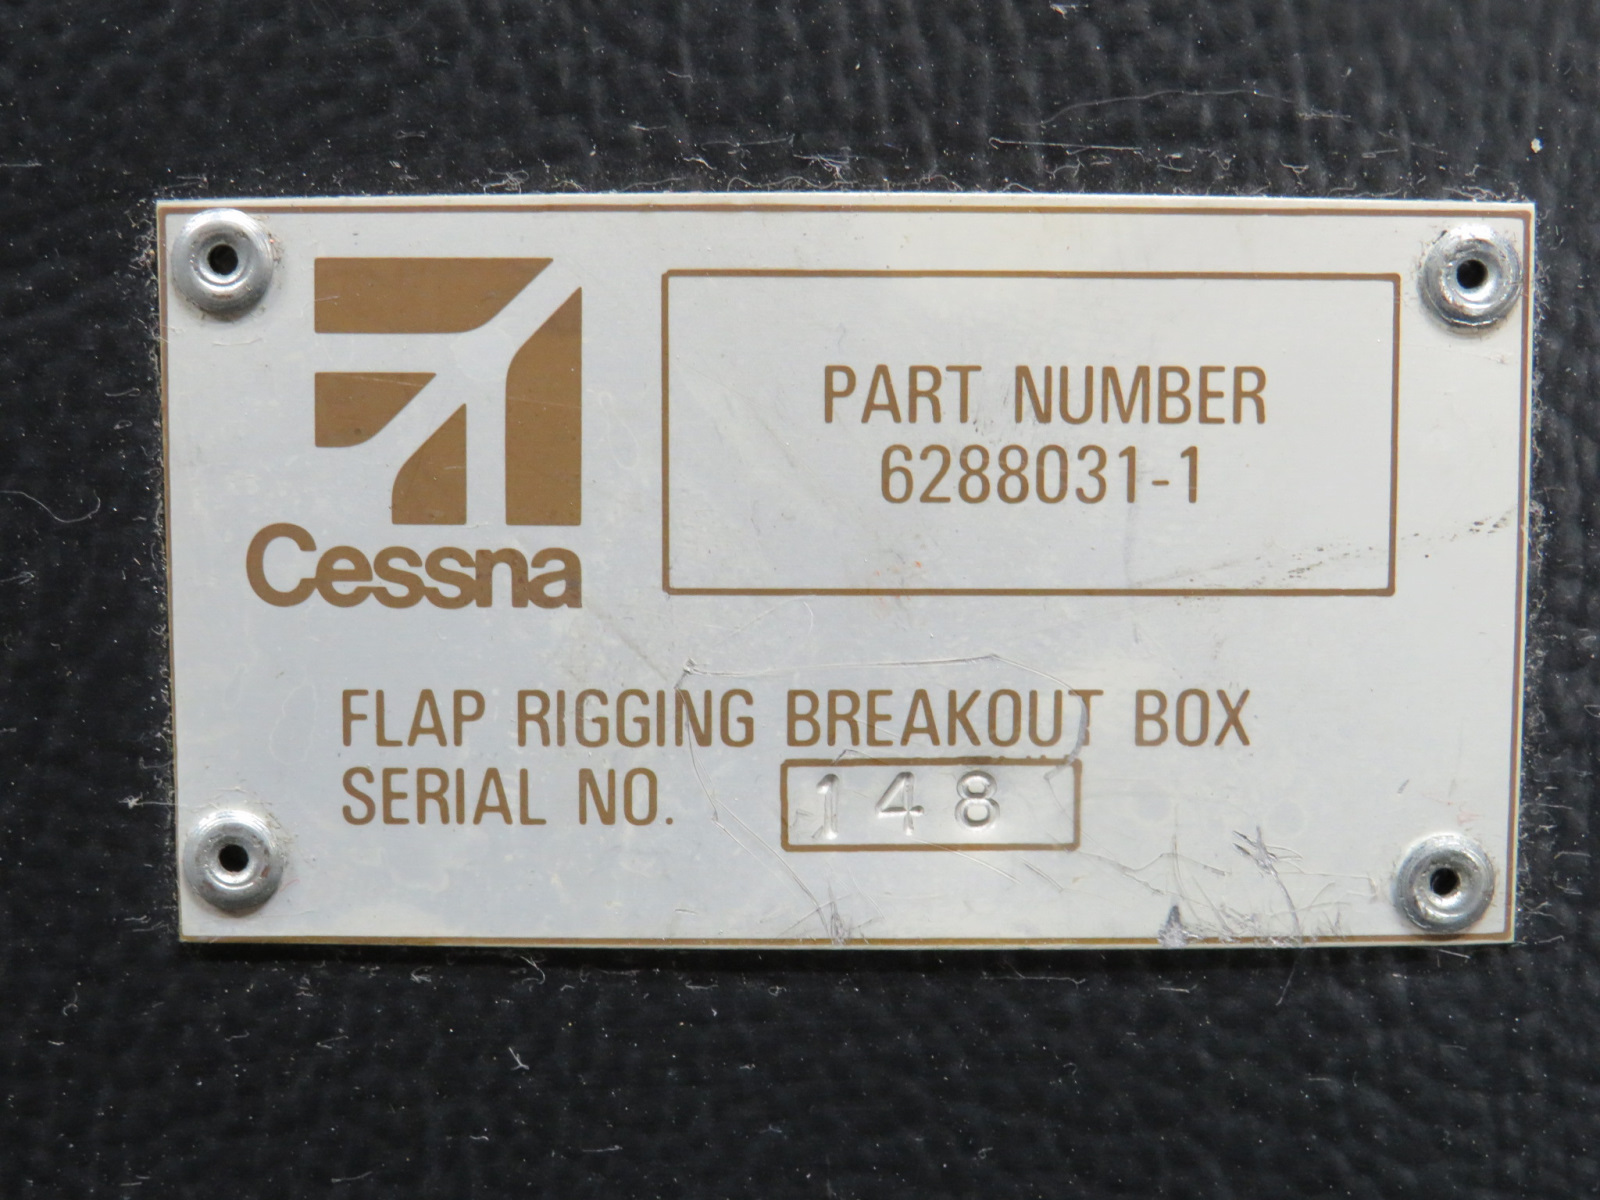 Cessna
PART NUMBER
6288031-1
FLAP RIGGING BREAKOUT BOX
SERIAL NO. 148